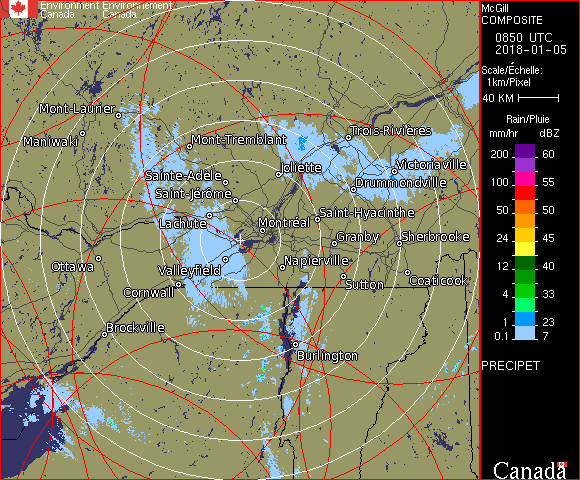 Environment Environnement
Canada Canada
McGill
COMPOSITE
0850 UTC
2018-01-05
Scale/Échelle:
1km/Pixel
40 KM
Rain/Pluie
mm/hr dBZ
200 60
150 57
100 55
50 50
24 45
12 40
4 33
1 23
0.1 7
PRECIPET
Mont-Laurier
Maniwaki
Mont-Tremblant
Trois-Rivières
Sainte-Adèle
Joliette
Victoriaville
Saint-Jérôme
Drummondville
Lachute
Montréal
Saint-Hyacinthe
Granby
Sherbrooke
Ottawa
Valleyfield
Napierville
Cornwall
Sutton
Coaticook
Brockville
Burlington
Canada